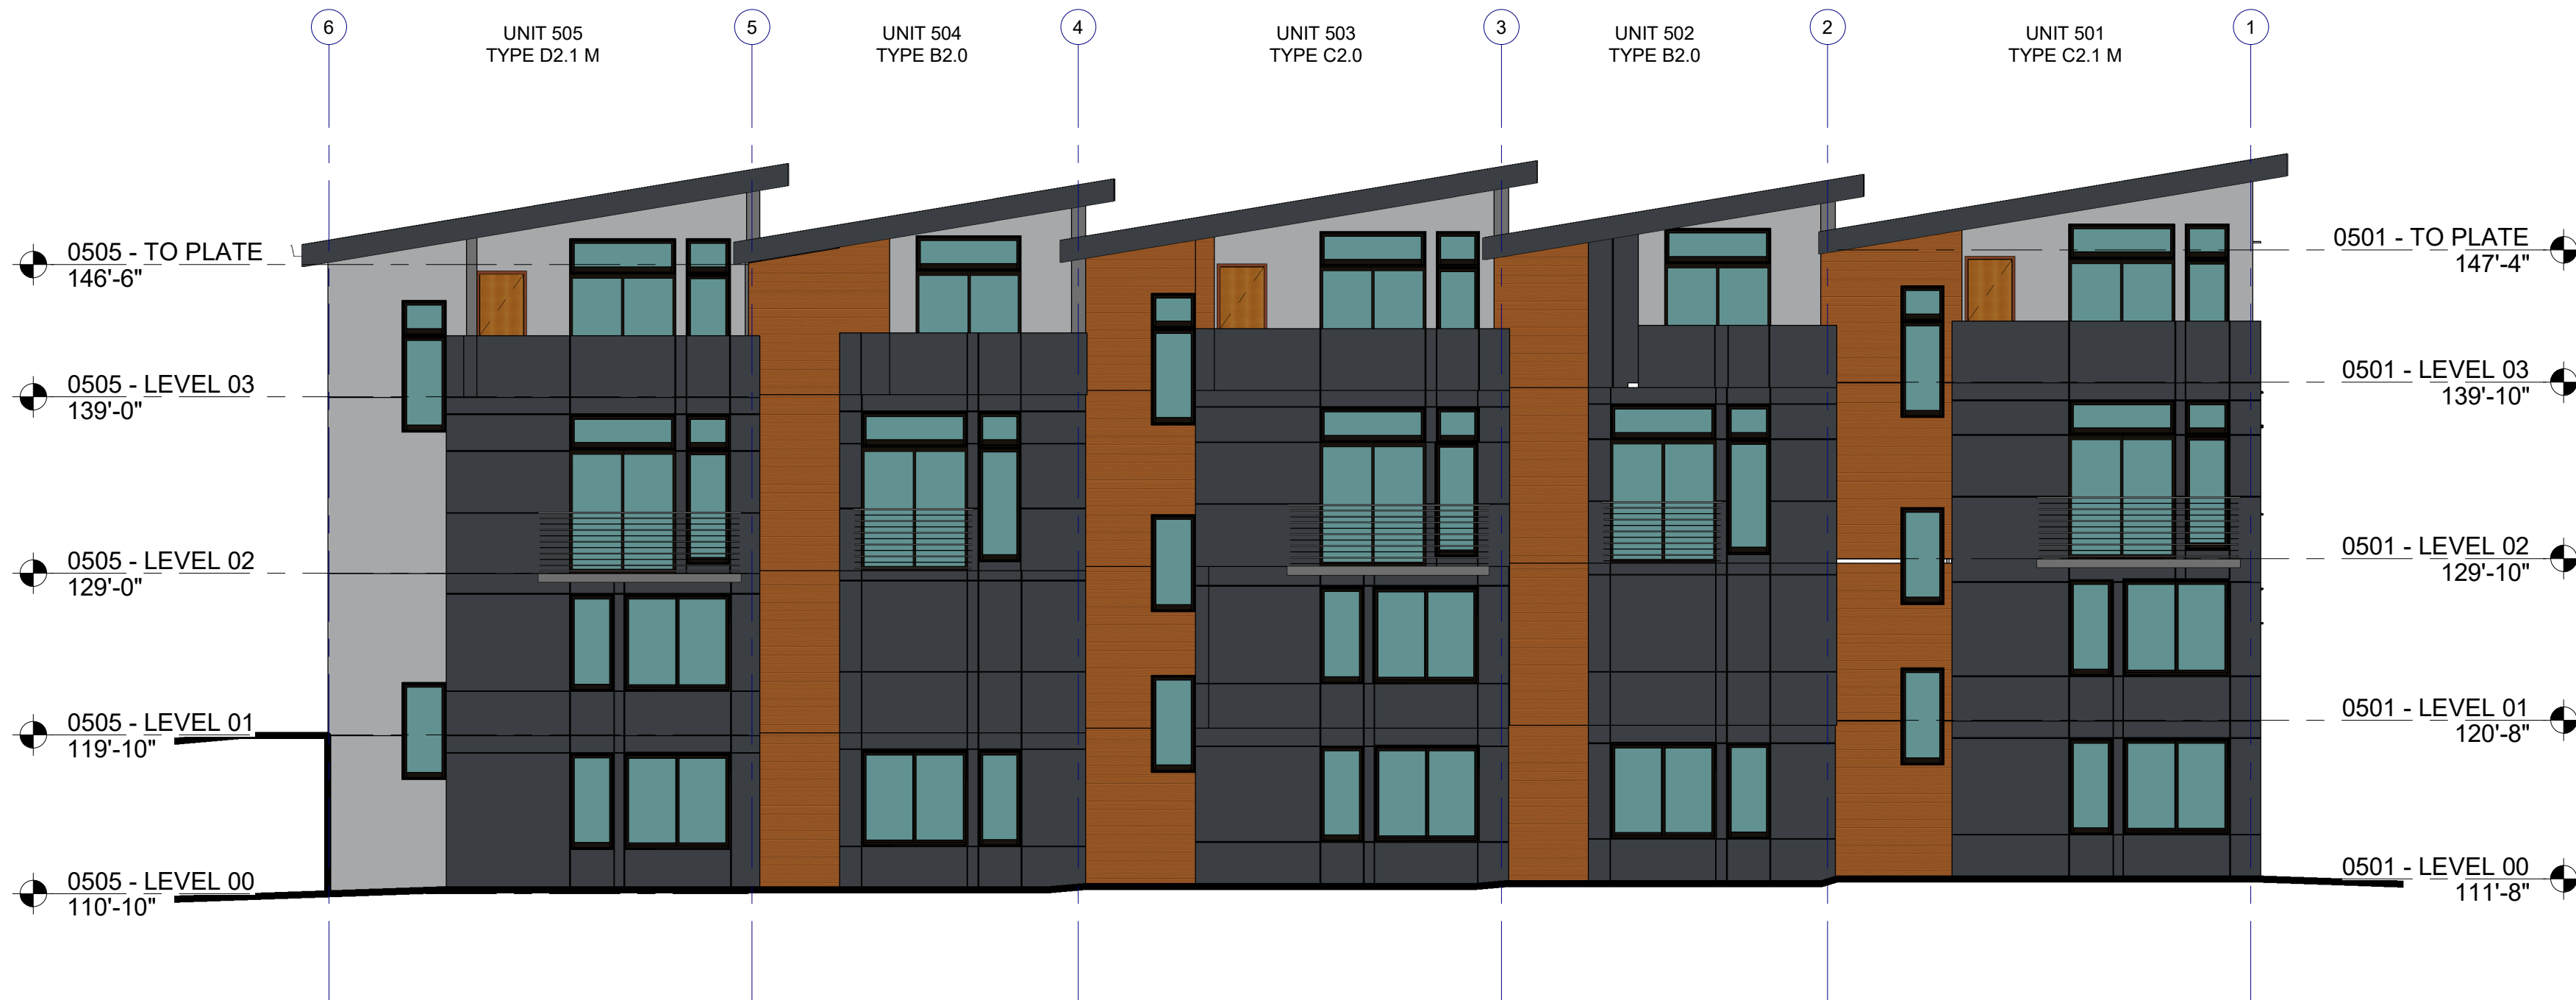 6
UNIT 505
TYPE D2.1 M
5
UNIT 504
TYPE B2.0
4
UNIT 503
TYPE C2.0
3
UNIT 502
TYPE B2.0
2
UNIT 501
TYPE C2.1 M
1
0505 - TO PLATE
146'-6"
0505 - LEVEL 03
139'-0"
0505 - LEVEL 02
129'-0"
0505 - LEVEL 01
119'-10"
0505 - LEVEL 00
110'-10"
0501 - TO PLATE
147'-4"
0501 - LEVEL 03
139'-10"
0501 - LEVEL 02
129'-10"
0501 - LEVEL 01
120'-8"
0501 - LEVEL 00
111'-8"